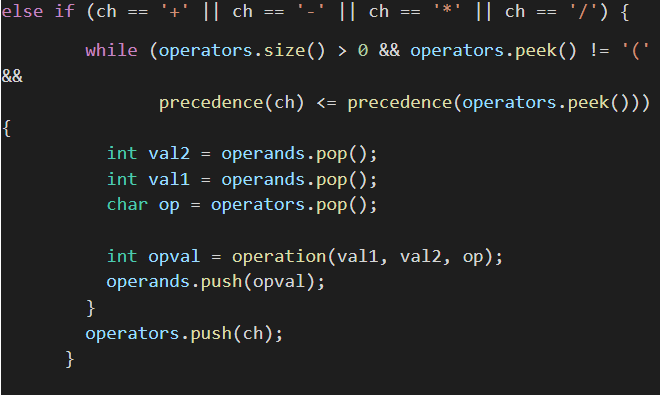 else if (ch == '+' || ch == '-' || ch == '*' || ch == '/') {
while (operators.size() > 0 && operators.peek() != '('
&&
precedence(ch) <= precedence(operators.peek()))
{
int val2 = operands.pop();
int val1 = operands.pop();
char op = operators.pop();
int opval = operation(val1, val2, op);
operands.push(opval);
}
operators.push(ch);
}